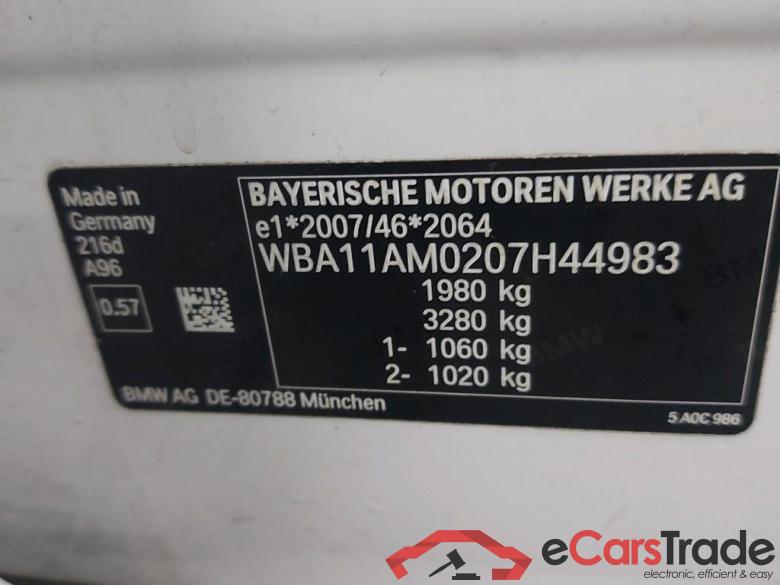 Made in
Germany
216d
A96
0.57
BAYERISCHE MOTOREN WERKE AG
e1*2007/46*2064
WBA11AM0207H44983
1980 kg
3280 kg
1- 1060 kg
2- 1020 kg
BMW AG DE-80788 München
5 A0C 986
eCarsTrade
electronic, efficient & easy